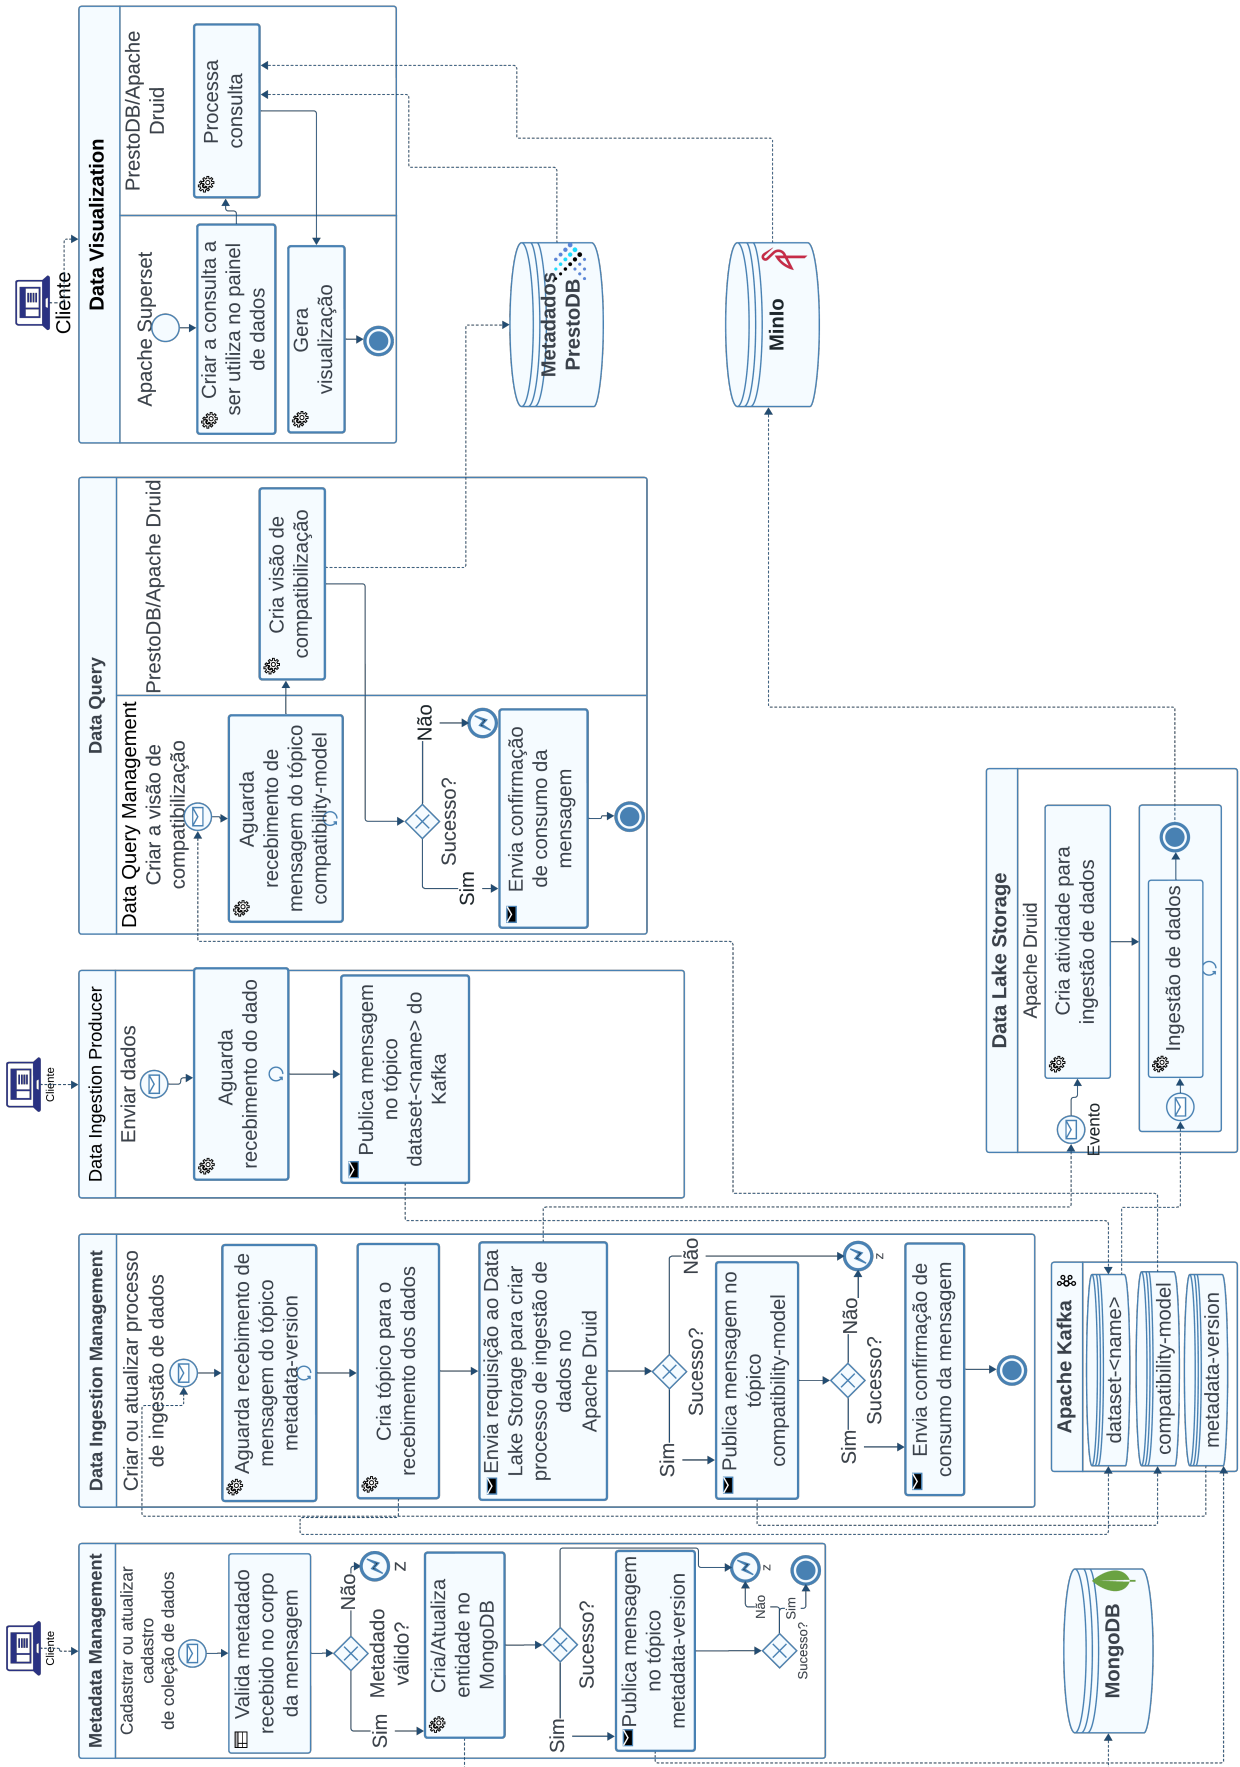 Metadata Management
Cliente
Cadastrar ou atualizar
cadastro
de coleção de dados
Valida metadado
recebido no corpo
da mensagem
Metadado
válido?
Não
z
Sim
Cria/Atualiza
entidade no
MongoDB
Sucesso?
Sim
Publica mensagem
no tópico
metadata-version
z
Não
Sim
Sucesso?
MongoDB
Data Ingestion Management
Criar ou atualizar processo
de ingestão de dados
Aguarda recebimento de
mensagem do tópico
metadata-version
Cria tópico para o
recebimento dos dados
Envia requisição ao Data
Lake Storage para criar
processo de ingestão de
dados no
Apache Druid
Não
Sucesso?
Sim
Publica mensagem no
tópico
compatibility-model
z
Não
Sucesso?
Sim
Envia confirmação de
consumo da mensagem
Apache Kafka
dataset-<name>
compatibility-model
metadata-version
Cliente
Data Ingestion Producer
Enviar dados
Aguarda
recebimento do dado
Publica mensagem
no tópico
dataset-<name> do
Kafka
Data Lake Storage
Apache Druid
Evento
Cria atividade para
ingestão de dados
Ingestão de dados
Data Query
Data Query Management
PrestoDB/Apache Druid
Criar a visão de
compatibilização
Aguarda
recebimento de
mensagem do tópico
compatibility-model
Cria visão de
compatibilização
Não
Sucesso?
Sim
Envia confirmação
de consumo da
mensagem
Cliente
Data Visualization
Apache Superset
PrestoDB/Apache
Druid
Criar a consulta a
ser utiliza no painel
de dados
Processa
consulta
Gera
visualização
Metadados
PrestoDB
MinIo